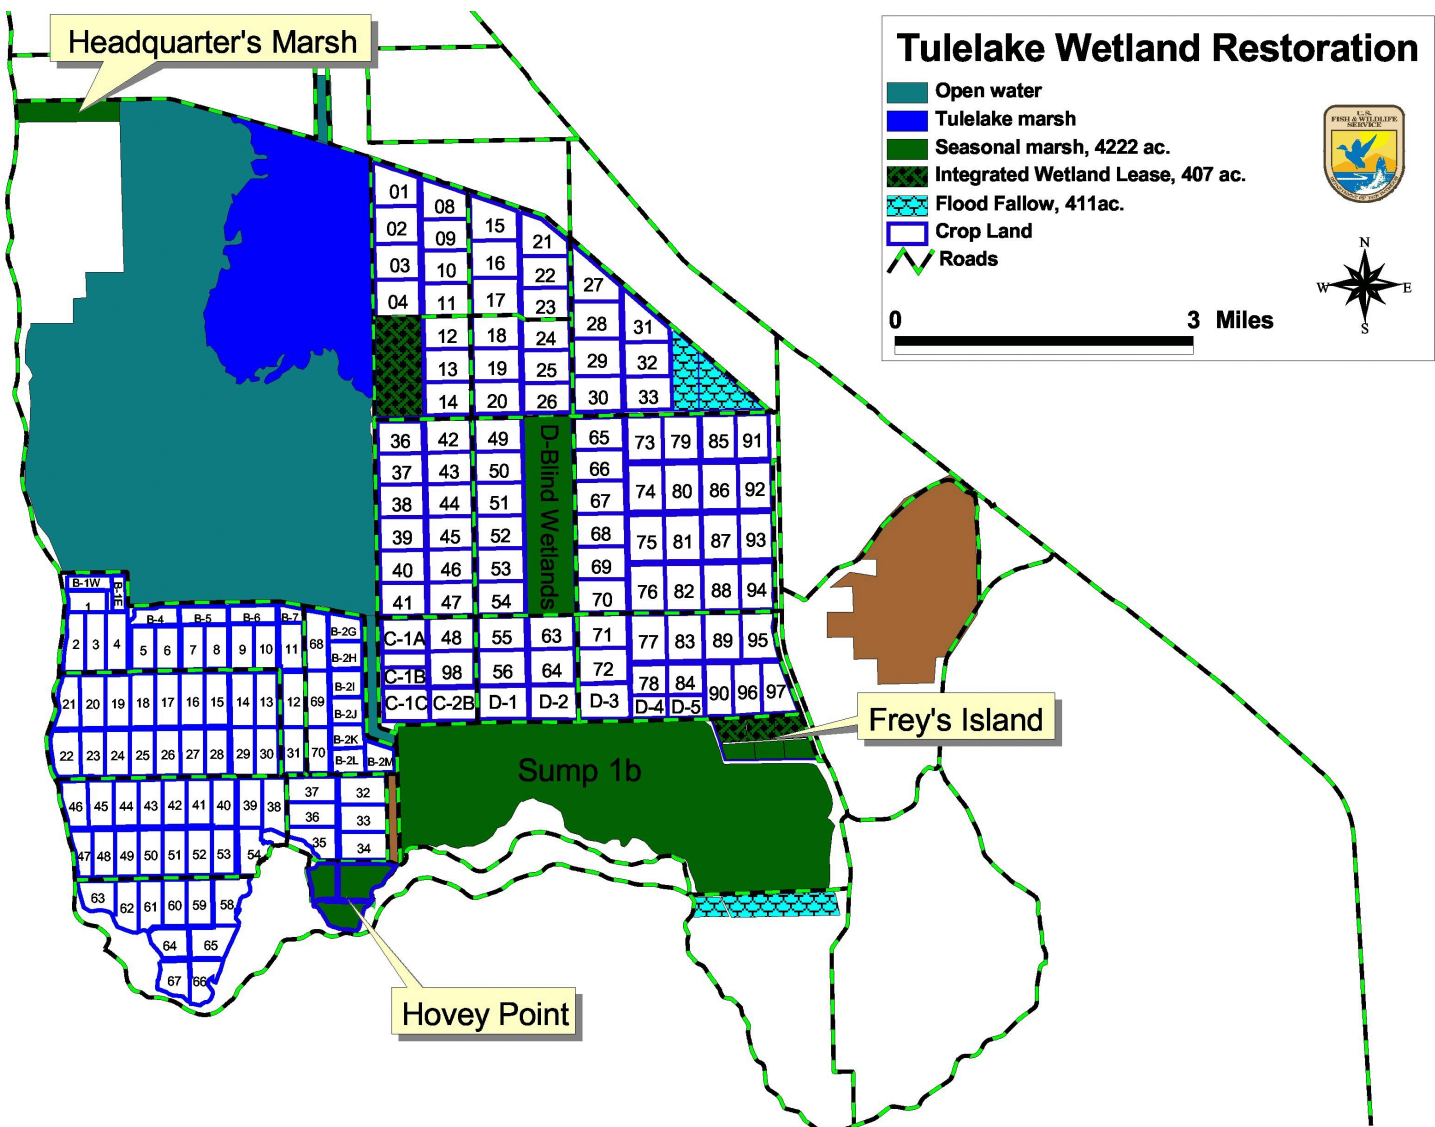 Headquarter's Marsh
Tulelake Wetland Restoration
Open water
Tulelake marsh
Seasonal marsh, 4222 ac.
Integrated Wetland Lease, 407 ac.
Flood Fallow, 411ac.
Crop Land
Roads
U.S.
FISH & WILDLIFE
SERVICE
N
W E
S
0 3 Miles
01 08 15 21
02 09 16 22 27
03 10 17 23 28 31
04 11
12 18 24 29 32
13 19 25 30 33
14 20 26
36 42 49 65 73 79 85 91
37 43 50 66
38 44 51 67 74 80 86 92
39 45 52 68 75 81 87 93
40 46 53 69
41 47 54 70 76 82 88 94
D-Blind Wetlands
C-1A 48 55 63 71 77 83 89 95
C-1B 98 56 64 72 78 84 90 96 97
C-1C C-2B D-1 D-2 D-3 D-4 D-5
B-1W B-1E
1
B-4 B-5 B-6 B-7
2 3 4 5 6 7 8 9 10 11 68 B-2G
B-2H
21 20 19 18 17 16 15 14 13 12 69 B-2I
B-2J
22 23 24 25 26 27 28 29 30 31 70 B-2K
B-2L B-2M
46 45 44 43 42 41 40 39 38 37 32
36 33
47 48 49 50 51 52 53 54 35 34
63 62 61 60 59 58
64 65
67 66
Sump 1b
Frey's Island
Hovey Point